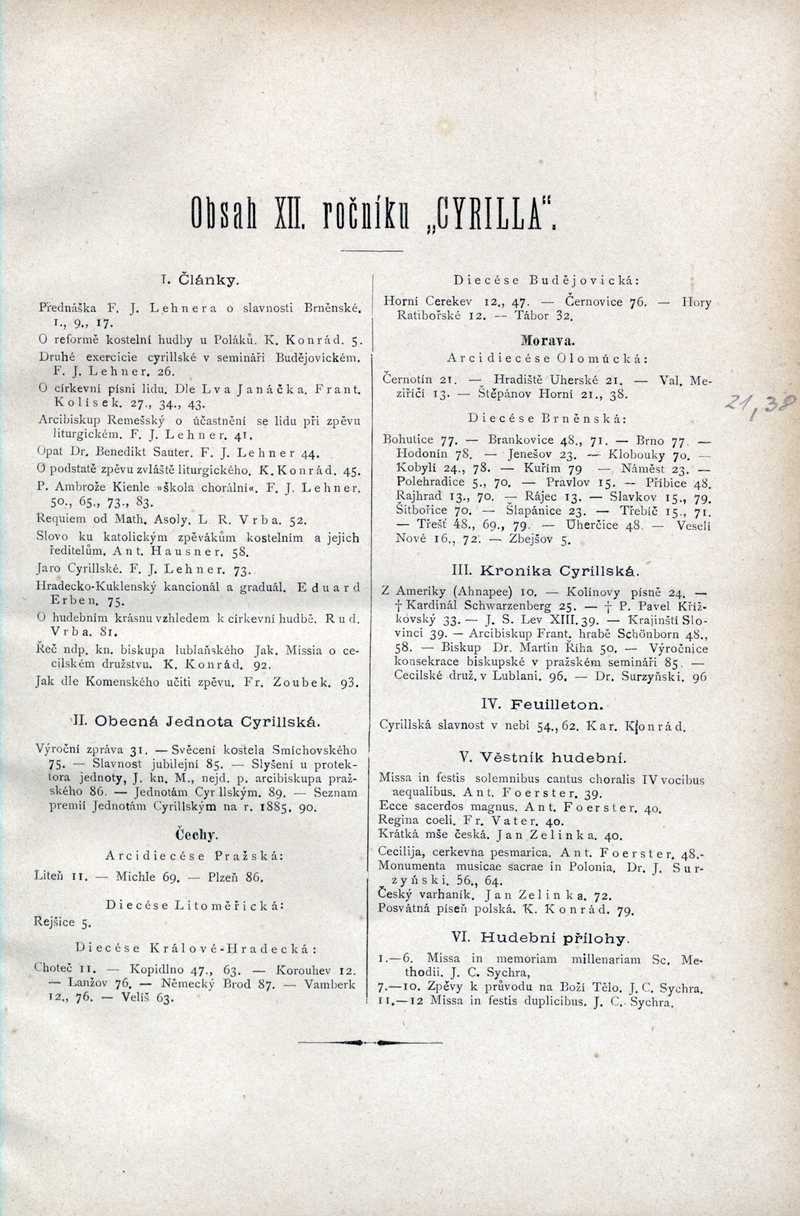 Obsah XII. ročníku „CYRILLA“.
I. Články.
Přednáška F. J. Lehnera o slavnosti Brněnské.
1., 9., 17.
O reformě kostelní hudby u Poláků. K. Konrád. 5.
Druhé exercicie cyrillské v semináři Budějovickém.
F. J. Lehner. 26.
O církevní písni lidu. Dle Lva Janáčka. Frant.
Kolísek. 27., 34., 43.
Arcibiskup Remešský o účastnění se lidu při zpěvu
liturgickém. F. J. Lehner. 41.
Opat Dr. Benedikt Sauter. F. J. Lehner 44.
O podstatě zpěvu zvláště liturgického. K. Konrád. 45.
P. Ambrože Kienle »škola chorální«. F. J. Lehner.
50., 65., 73., 83.
Requiem od Math. Asoly. L R. Vrba. 52.
Slovo ku katolickým zpěvákům kostelním a jejich
ředitelům. Ant. Hausner. 58.
Jaro Cyrillské. F. J. Lehner. 73.
Hradecko-Kuklenský kancionál a graduál. Eduard
Erben. 75.
O hudebním krásnu vzhledem k církevní hudbě. Rud.
Vrba. 81.
Řeč ndp. kn. biskupa lublaňského Jak. Missia o ce-
cilském družstvu. K. Konrád. 92.
Jak dle Komenského učiti zpěvu. Fr. Zoubek. 93.
II. Obecná Jednota Cyrillská.
Výroční zpráva 31. — Svěcení kostela Smíchovského
75. — Slavnost jubilejní 85. — Slyšení u protek-
tora jednoty, J. kn. M., nejd. p. arcibiskupa praž-
ského 86. — Jednotám Cyrillským. 89. — Seznam
premií Jednotám Cyrillským na r. 1885. 90.
Čechy.
Arcidiecése Pražská:
Liteň 11. — Michle 69. — Plzeň 86.
Diecése Litoměřická:
Rejšice 5.
Diecése Králové-Hradecká:
Choteč 11. — Kopidlno 47., 63. — Korouhev 12.
— Lanžov 76. — Německý Brod 87. — Vamberk
12., 76. — Veliš 63.
Diecése Budějovická:
Horní Cerekev 12., 47. — Černovice 76. — Hory
Ratibořské 12. — Tábor 32.
Morava.
Arcidiecése Olomúcká:
Černotín 21. — Hradiště Uherské 21. — Val. Me-
ziříčí 13. — Štěpánov Horní 21., 38.
21, 38
Diecése Brněnská:
Bohutice 77. — Brankovice 48., 71. — Brno 77. —
Hodonín 78. — Jenešov 23. — Klobouky 70. —
Kobylí 24., 78. — Kuřím 79 — Náměst 23. —
Polehradice 5., 70. — Pravlov 15. — Příbice 48.
Rajhrad 13., 70. — Rájec 13. — Slavkov 15., 79.
Šitbořice 70. — Šlapánice 23. — Třebíč 15., 71.
— Třešť 48., 69., 79. — Uherčice 48. — Veselí
Nové 16., 72. — Zbejšov 5.
III. Kronika Cyrillská.
Z Ameriky (Ahnapee) 10. — Kolínovy písně 24. —
† Kardinál Schwarzenberg 25. — † P. Pavel Kříž-
kovský 33. — J. S. Lev XIII. 39. — Krajinští Slo-
vinci 39. — Arcibiskup Frant. hrabě Schönborn 48.,
58. — Biskup Dr. Martin Říha 50. — Výročnice
konsekrace biskupské v pražském semináři 85. —
Cecilské druž. v Lublani. 96. — Dr. Surzyński. 96
IV. Feuilleton.
Cyrillská slavnost v nebi 54., 62. Kar. Konrád.
V. Věstník hudební.
Missa in festis solemnibus cantus choralis IV vocibus
aequalibus. Ant. Foerster. 39.
Ecce sacerdos magnus. Ant. Foerster. 40.
Regina coeli. Fr. Vater. 40.
Krátká mše česká. Jan Zelinka. 40.
Cecilija, cerkevna pesmarica. Ant. Foerster. 48.-
Monumenta musicae sacrae in Polonia. Dr. J. Sur-
zyński. 56., 64.
Český varhaník. Jan Zelinka. 72.
Posvátná píseň polská. K. Konrád. 79.
VI. Hudební přílohy.
1.—6. Missa in memoriam millenariam Sc. Me-
thodii. J. C. Sychra,
7.—10. Zpěvy k průvodu na Boží Tělo. J. C. Sychra.
11.—12 Missa in festis duplicibus. J. C. Sychra.